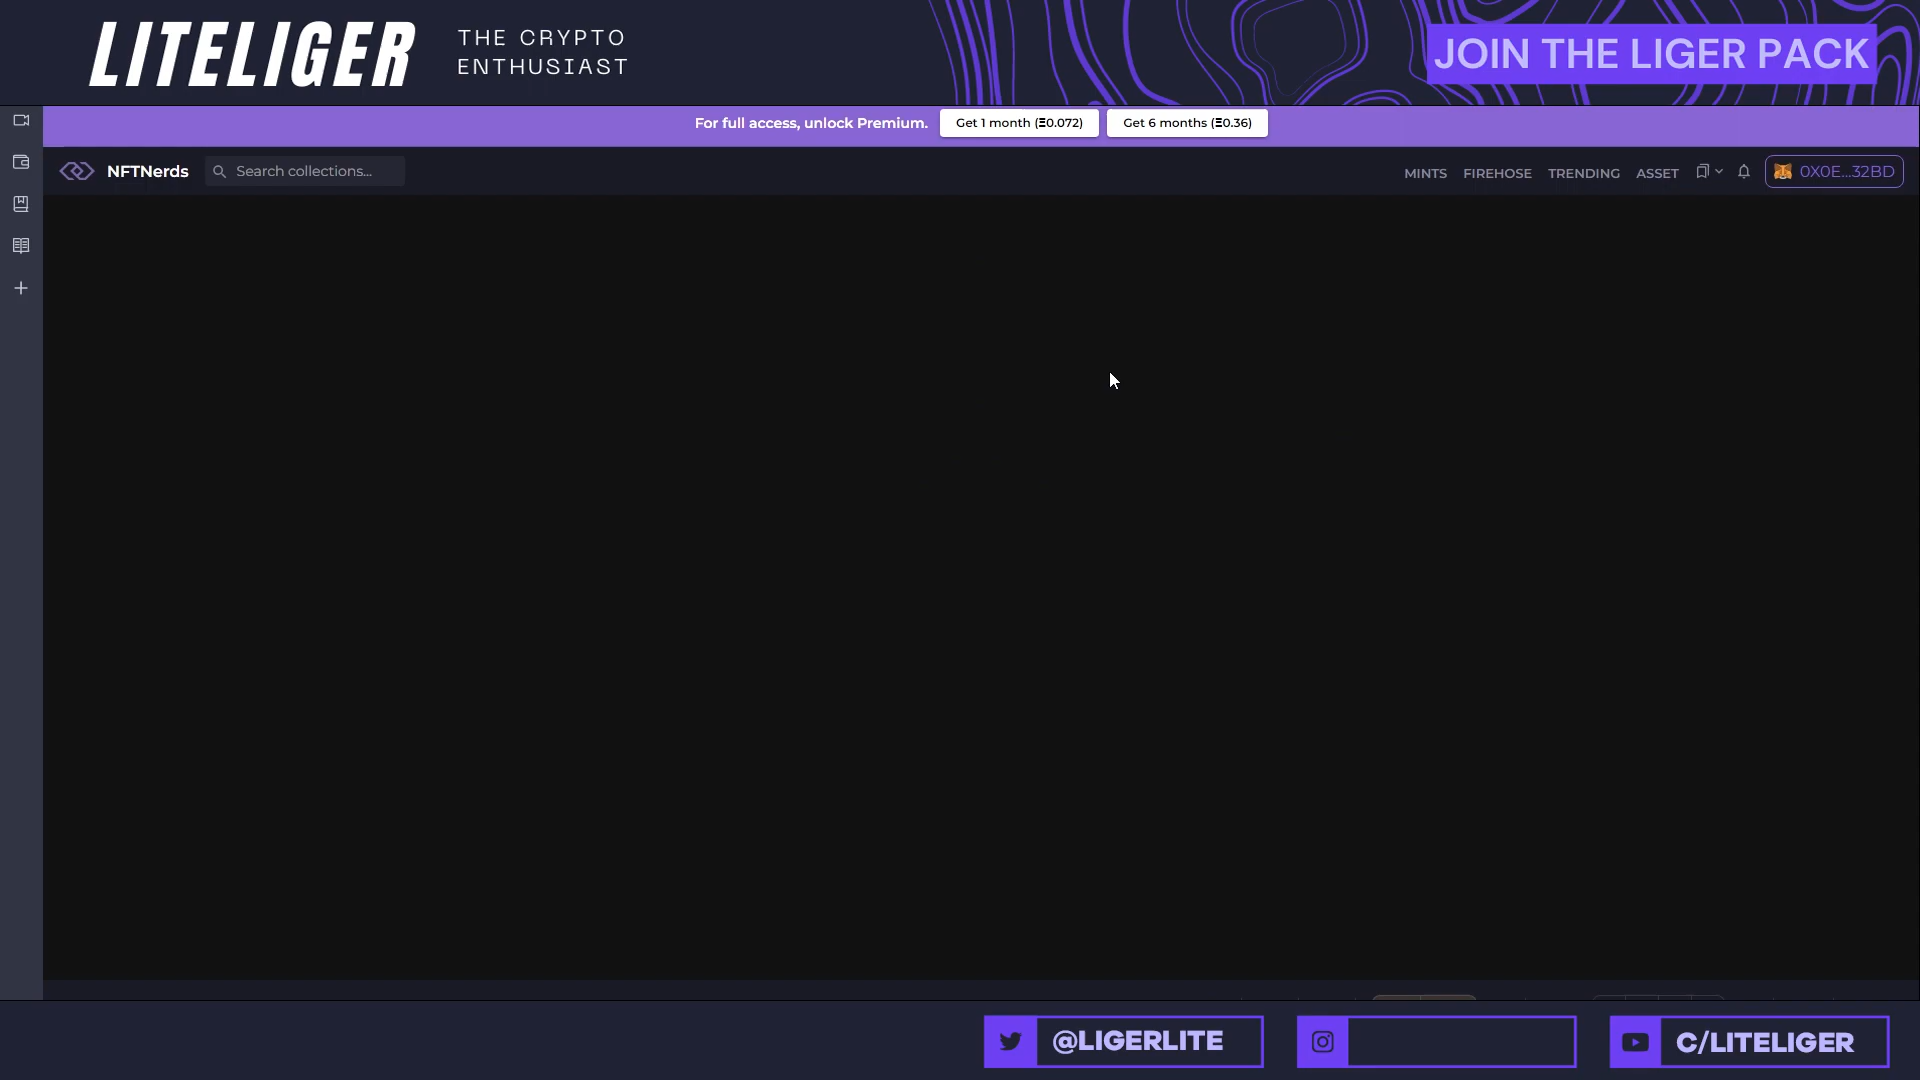 LITELIGER
THE CRYPTO
ENTHUSIAST
JOIN THE LIGER PACK
For full access, unlock Premium.
Get 1 month (Ξ0.072)
Get 6 months (Ξ0.36)
NFTNerds
Search collections...
MINTS
FIREHOSE
TRENDING
ASSET
0X0E...32BD
@LIGERLITE
C/LITELIGER